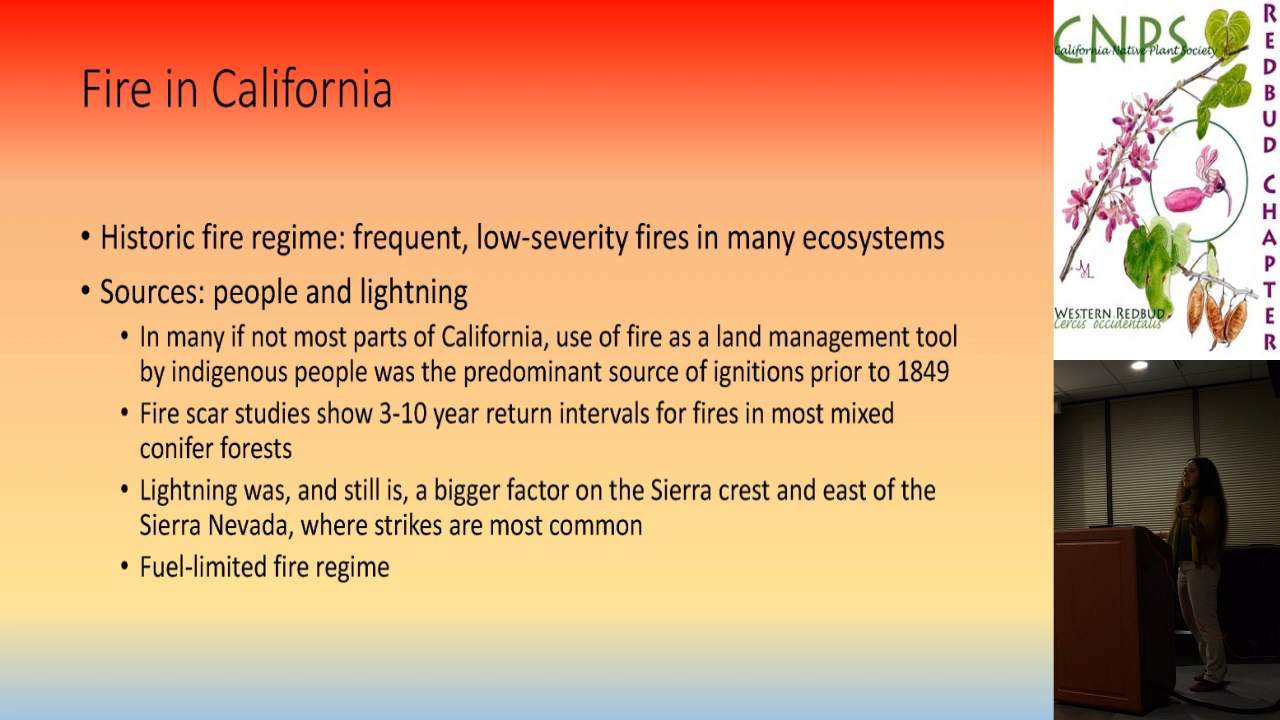 Fire in California
• Historic fire regime: frequent, low-severity fires in many ecosystems
• Sources: people and lightning
• In many if not most parts of California, use of fire as a land management tool
by indigenous people was the predominant source of ignitions prior to 1849
• Fire scar studies show 3-10 year return intervals for fires in most mixed
conifer forests
• Lightning was, and still is, a bigger factor on the Sierra crest and east of the
Sierra Nevada, where strikes are most common
• Fuel-limited fire regime
CNPS
California Native Plant Society
REDBUD CHAPTER
WESTERN REDBUD
Cercis occidentalis